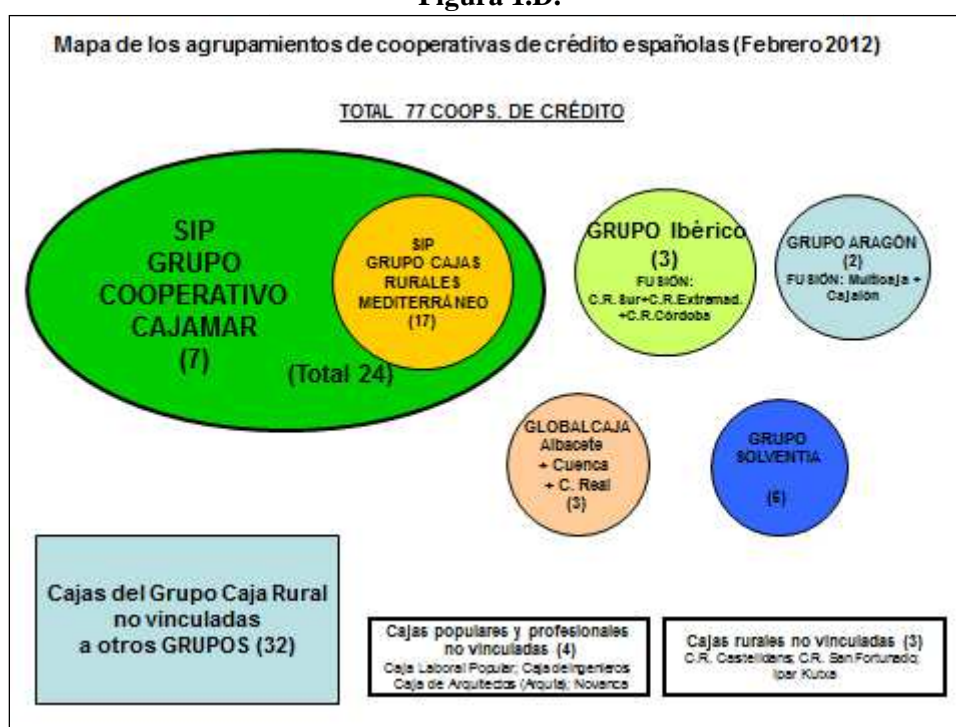 Figura 1.D.
Mapa de los agrupamientos de cooperativas de crédito españolas (Febrero 2012)
TOTAL 77 COOPS. DE CRÉDITO
SIP
GRUPO
COOPERATIVO
CAJAMAR
(7)
(Total 24)
SIP
GRUPO CAJAS
RURALES
MEDITERRÁNEO
(17)
GRUPO Ibérico
(3)
FUSIÓN:
C.R.Sur+C.R.Extremad.
+C.R.Córdoba
GRUPO ARAGÓN
(2)
FUSIÓN: Multicaja +
Cajalón
GLOBALCAJA
Albacete
+ Cuenca
+ C. Real
(3)
GRUPO
SOLVENTIA
Cajas del Grupo Caja Rural
no vinculadas
a otros GRUPOS (32)
Cajas populares y profesionales
no vinculadas (4)
Caja Laboral Popular; Caja de Ingenieros
Caja de Arquitectos (Arquia); Novanca
Cajas rurales no vinculadas (3)
C.R. Castelldans; C.R. San Fortunado;
Ipar Kutxa